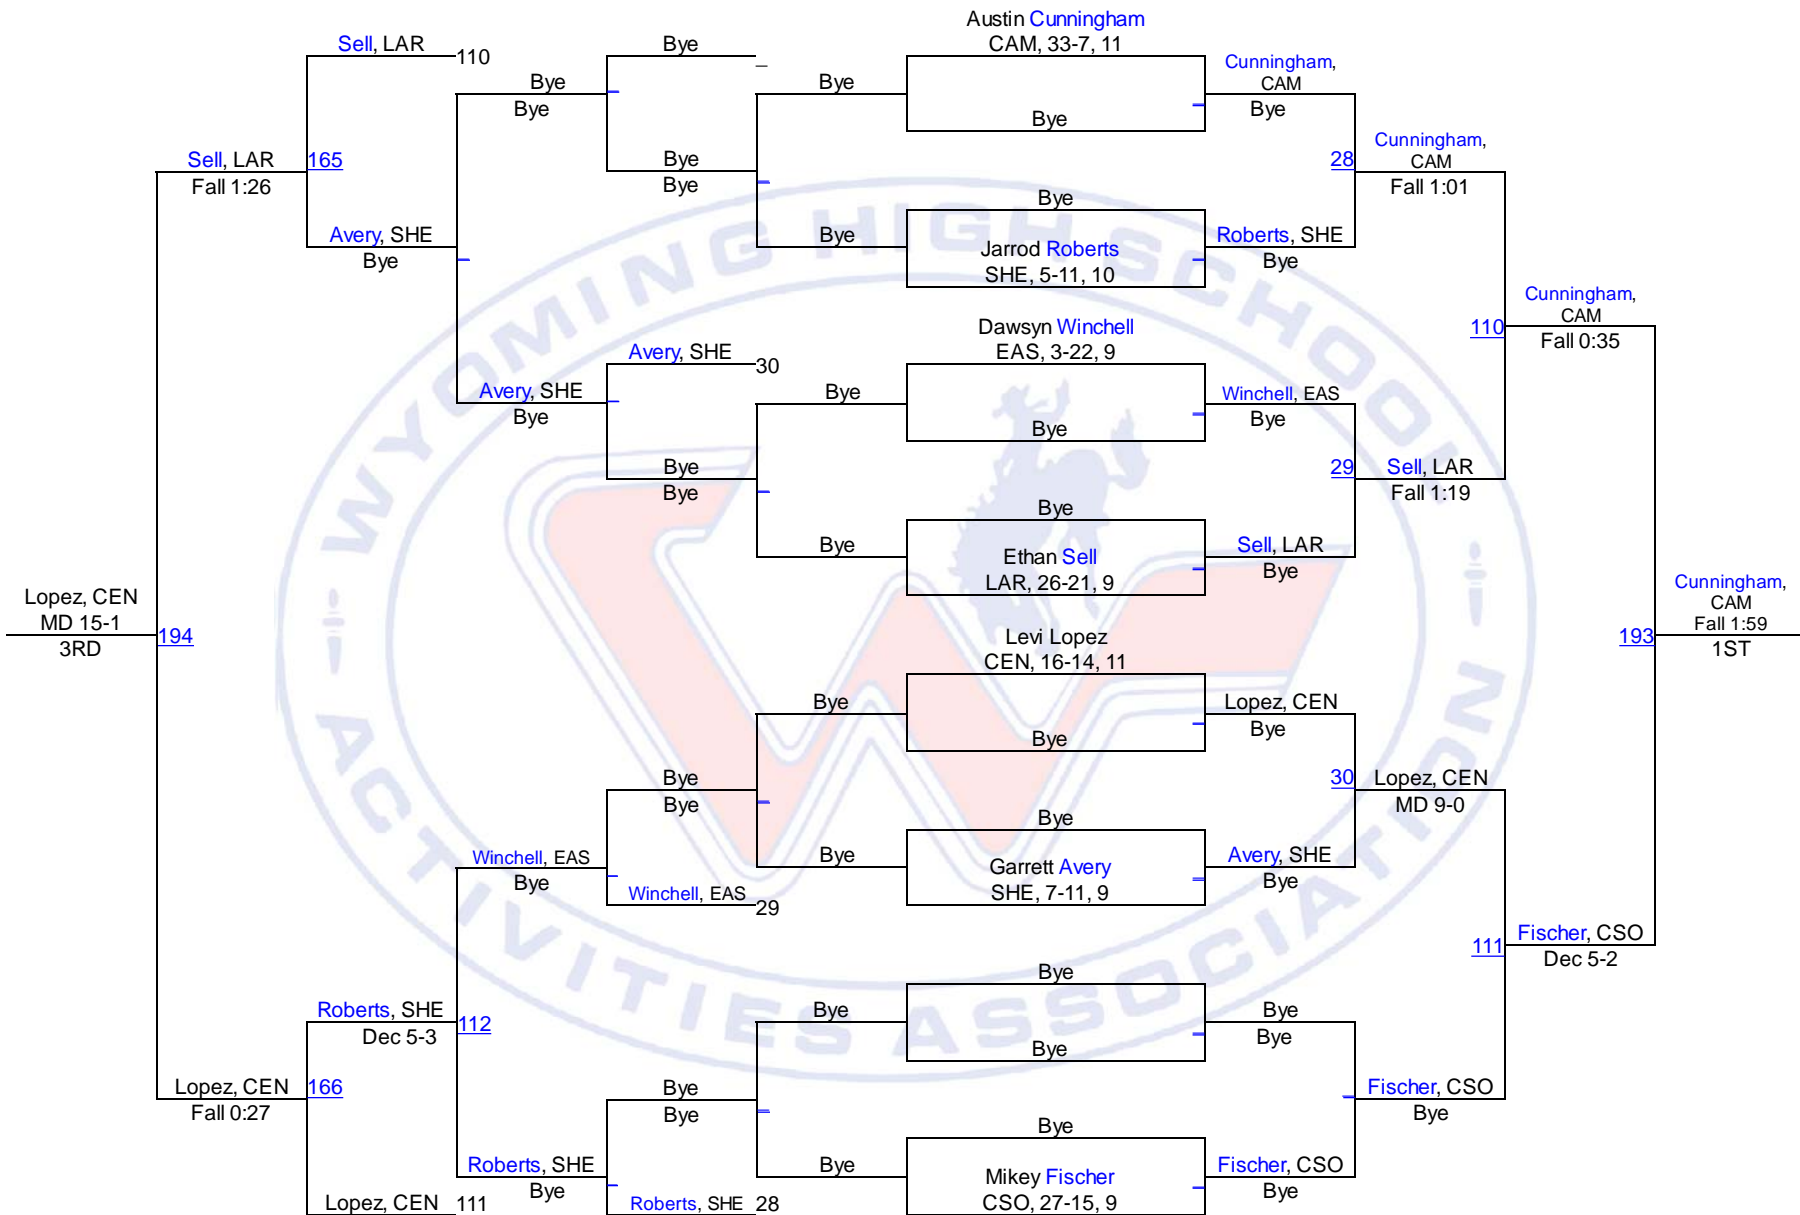 Austin Cunningham
CAM, 33-7, 11
Sell, LAR
110
Bye
Bye
Bye
Bye
Cunningham,
CAM
Bye
Bye
Bye
Cunningham,
CAM
Fall 1:01
28
Sell, LAR
Fall 1:26
165
Bye
Bye
Bye
Avery, SHE
Bye
Bye
Jarrod Roberts
SHE, 5-11, 10
Roberts, SHE
Bye
Cunningham,
CAM
Fall 0:35
110
Dawsyn Winchell
EAS, 3-22, 9
Avery, SHE
30
Avery, SHE
Bye
Bye
Bye
Winchell, EAS
Bye
Bye
Bye
29
Sell, LAR
Fall 1:19
Bye
Bye
Ethan Sell
LAR, 26-21, 9
Sell, LAR
Bye
Lopez, CEN
MD 15-1
3RD
194
Cunningham,
CAM
Fall 1:59
1ST
193
Levi Lopez
CEN, 16-14, 11
Bye
Bye
Lopez, CEN
Bye
Bye
Bye
30
Lopez, CEN
MD 9-0
Bye
Winchell, EAS
Bye
Bye
Garrett Avery
SHE, 7-11, 9
Avery, SHE
Bye
Winchell, EAS
29
111
Fischer, CSO
Dec 5-2
Bye
Roberts, SHE
Dec 5-3
112
Bye
Bye
Bye
Bye
Lopez, CEN
Fall 0:27
166
Bye
Bye
Fischer, CSO
Bye
Bye
Roberts, SHE
Bye
Bye
Mikey Fischer
CSO, 27-15, 9
Fischer, CSO
Bye
Lopez, CEN
111
Roberts, SHE
28
WYOMING HIGH SCHOOL
ACTIVITIES ASSOCIATION